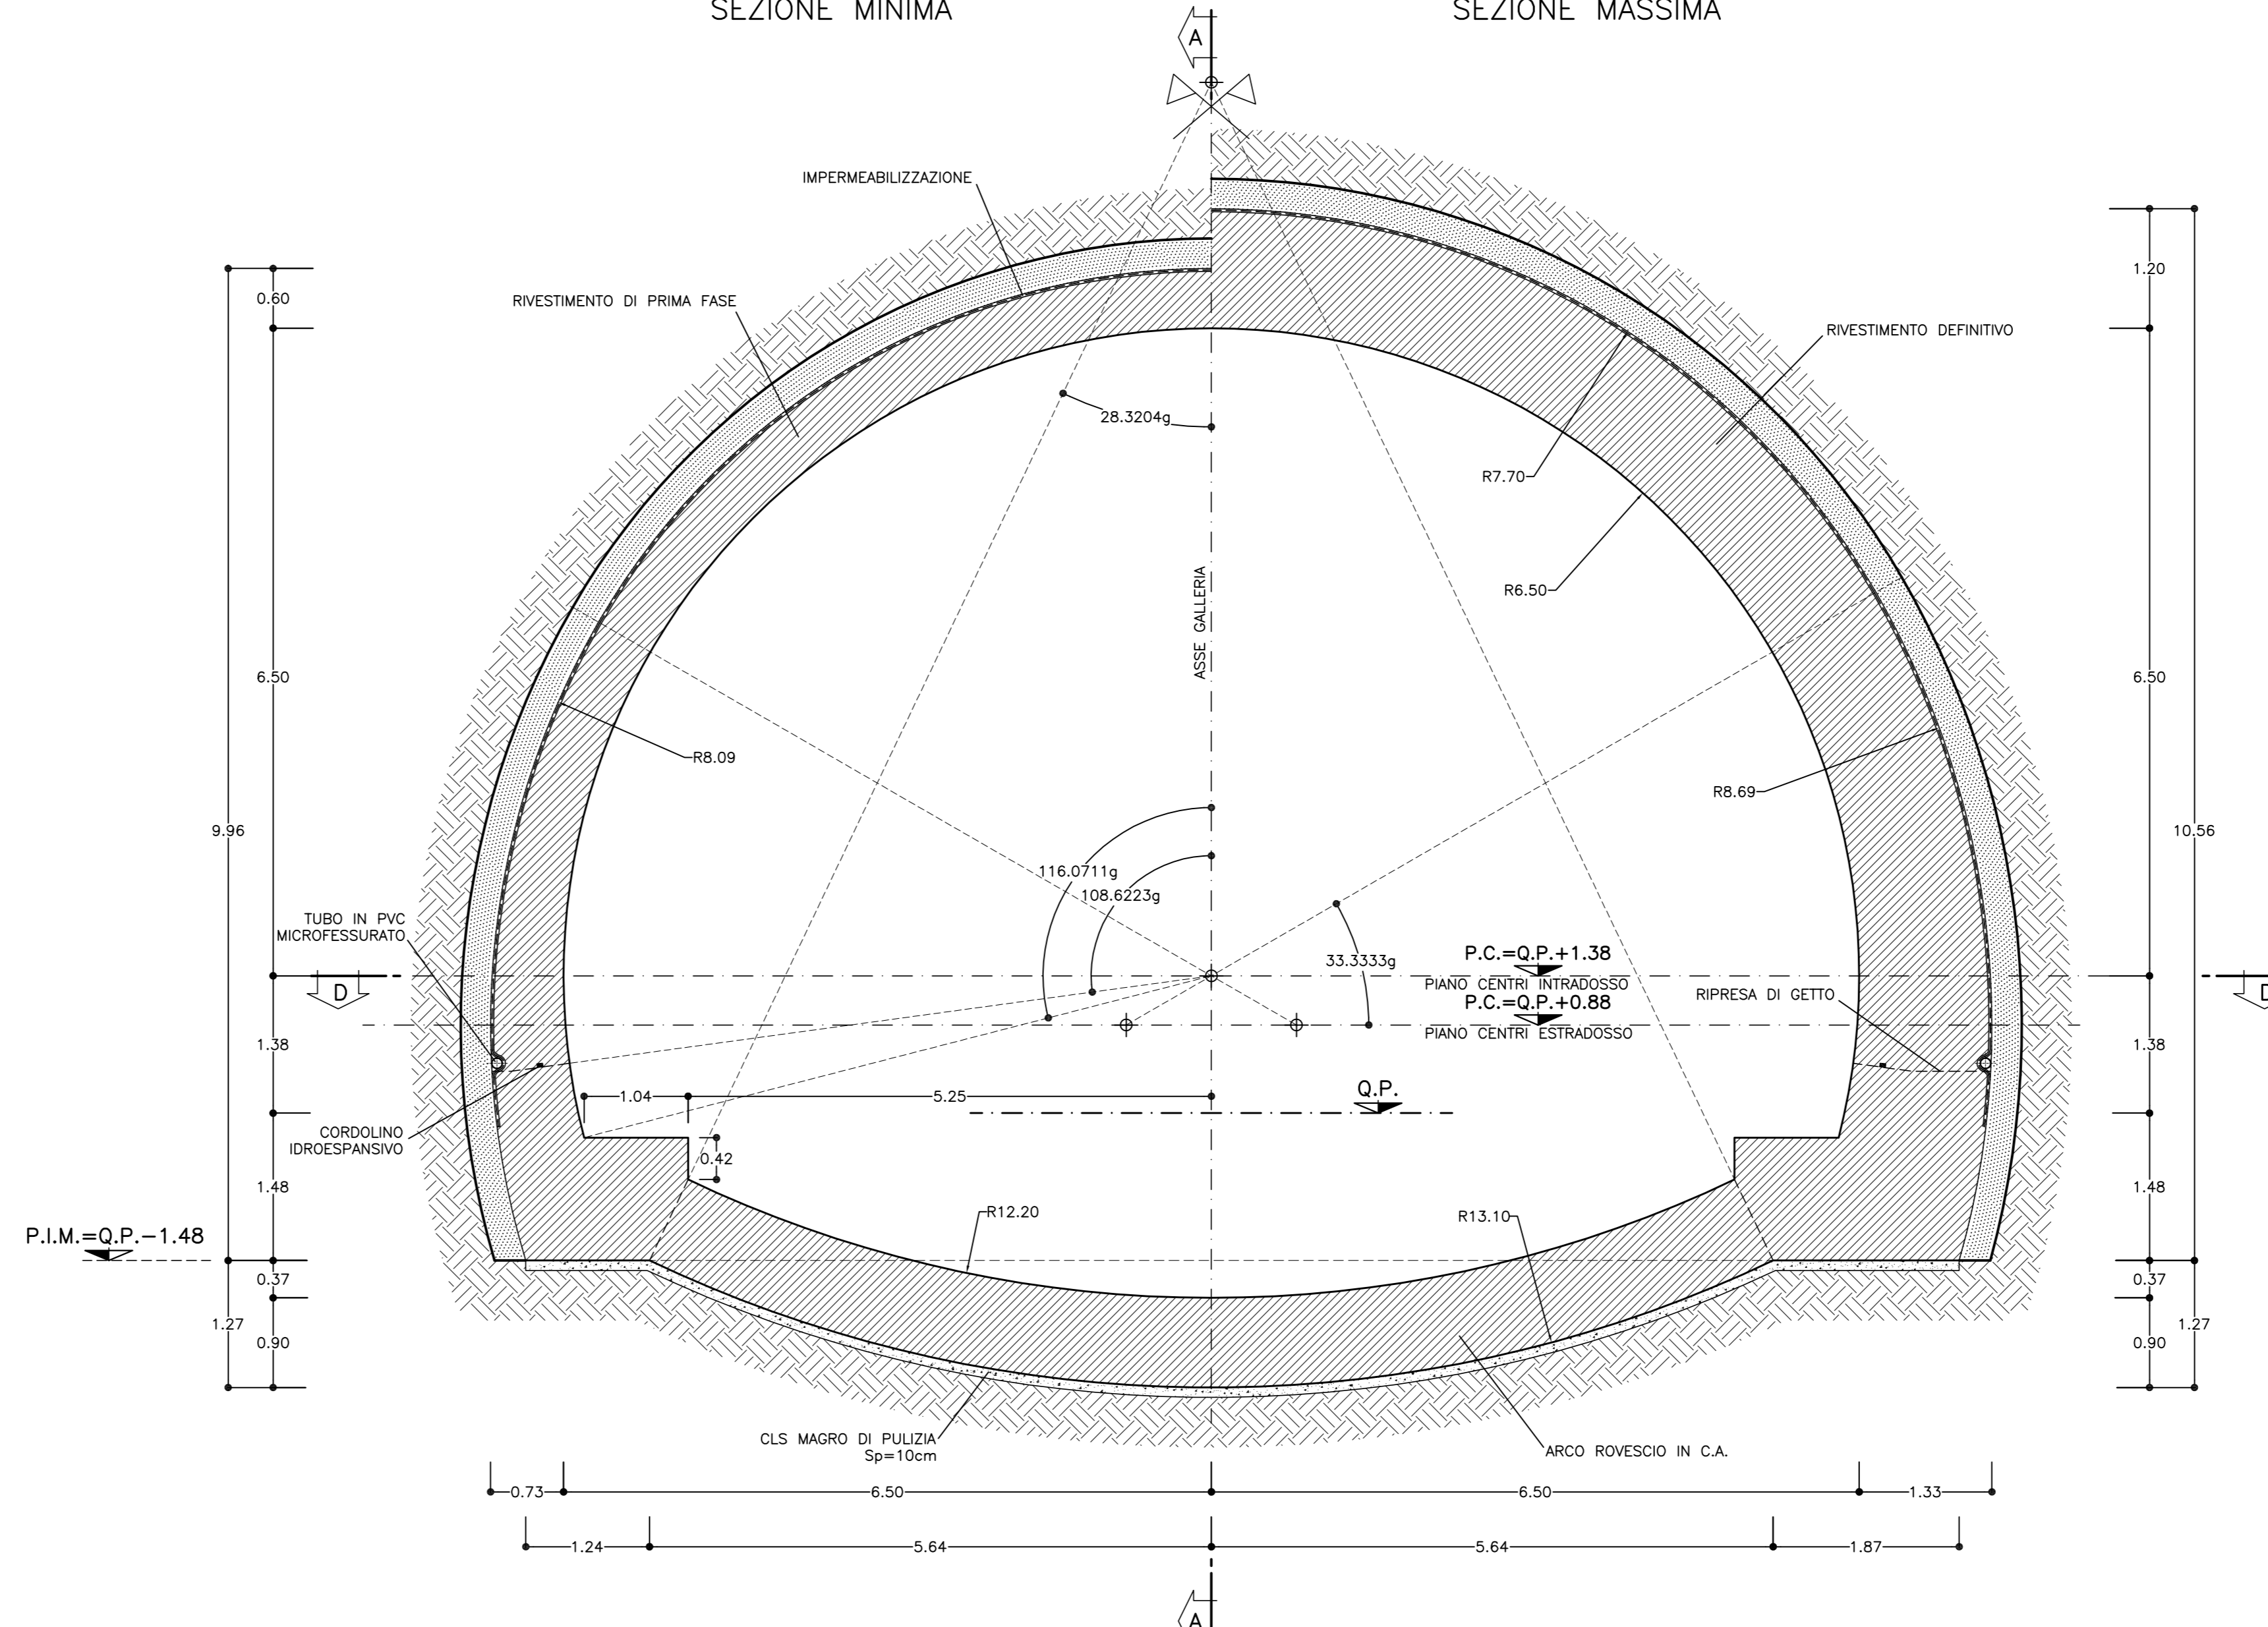 SEZIONE MINIMA
SEZIONE MASSIMA
A
IMPERMEABILIZZAZIONE
RIVESTIMENTO DI PRIMA FASE
RIVESTIMENTO DEFINITIVO
0.60
1.20
28.3204g
R7.70
R6.50
ASSE GALLERIA
6.50
6.50
R8.09
R8.69
9.96
10.56
116.0711g
108.6223g
33.3333g
TUBO IN PVC
MICROFESSURATO
P.C.=Q.P.+1.38
PIANO CENTRI INTRADOSSO
P.C.=Q.P.+0.88
PIANO CENTRI ESTRADOSSO
RIPRESA DI GETTO
D
D
1.38
1.38
1.04
5.25
Q.P.
CORDOLINO
IDROESPANSIVO
0.42
1.48
1.48
R12.20
R13.10
P.I.M.=Q.P.−1.48
0.37
0.37
1.27
1.27
0.90
0.90
CLS MAGRO DI PULIZIA
Sp=10cm
ARCO ROVESCIO IN C.A.
0.73
6.50
6.50
1.33
1.24
5.64
5.64
1.87
A